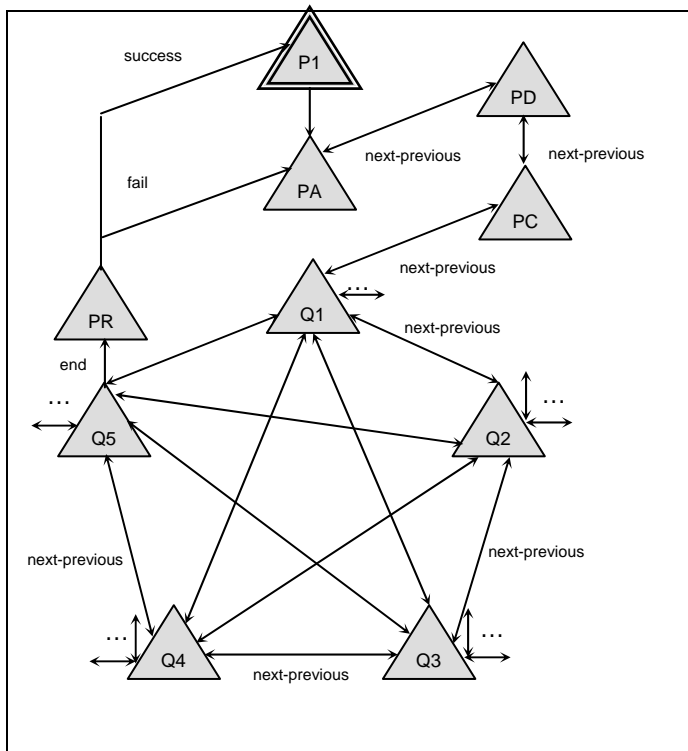 success
P1
PD
next-previous
next-previous
fail
PA
PC
next-previous
…
Q1
PR
next-previous
end
…
…
Q5
Q2
next-previous
next-previous
…
…
Q4
Q3
next-previous